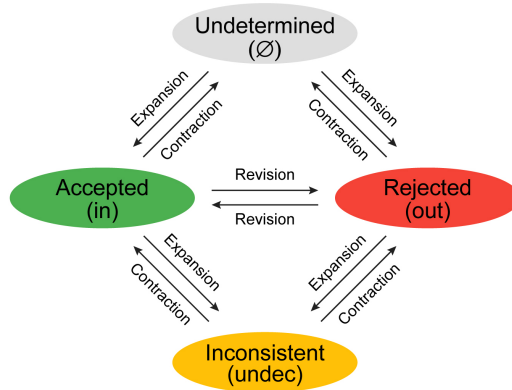 Undetermined
(∅)
Expansion
Contraction
Expansion
Contraction
Accepted
(in)
Revision
Revision
Rejected
(out)
Expansion
Contraction
Expansion
Contraction
Inconsistent
(undec)